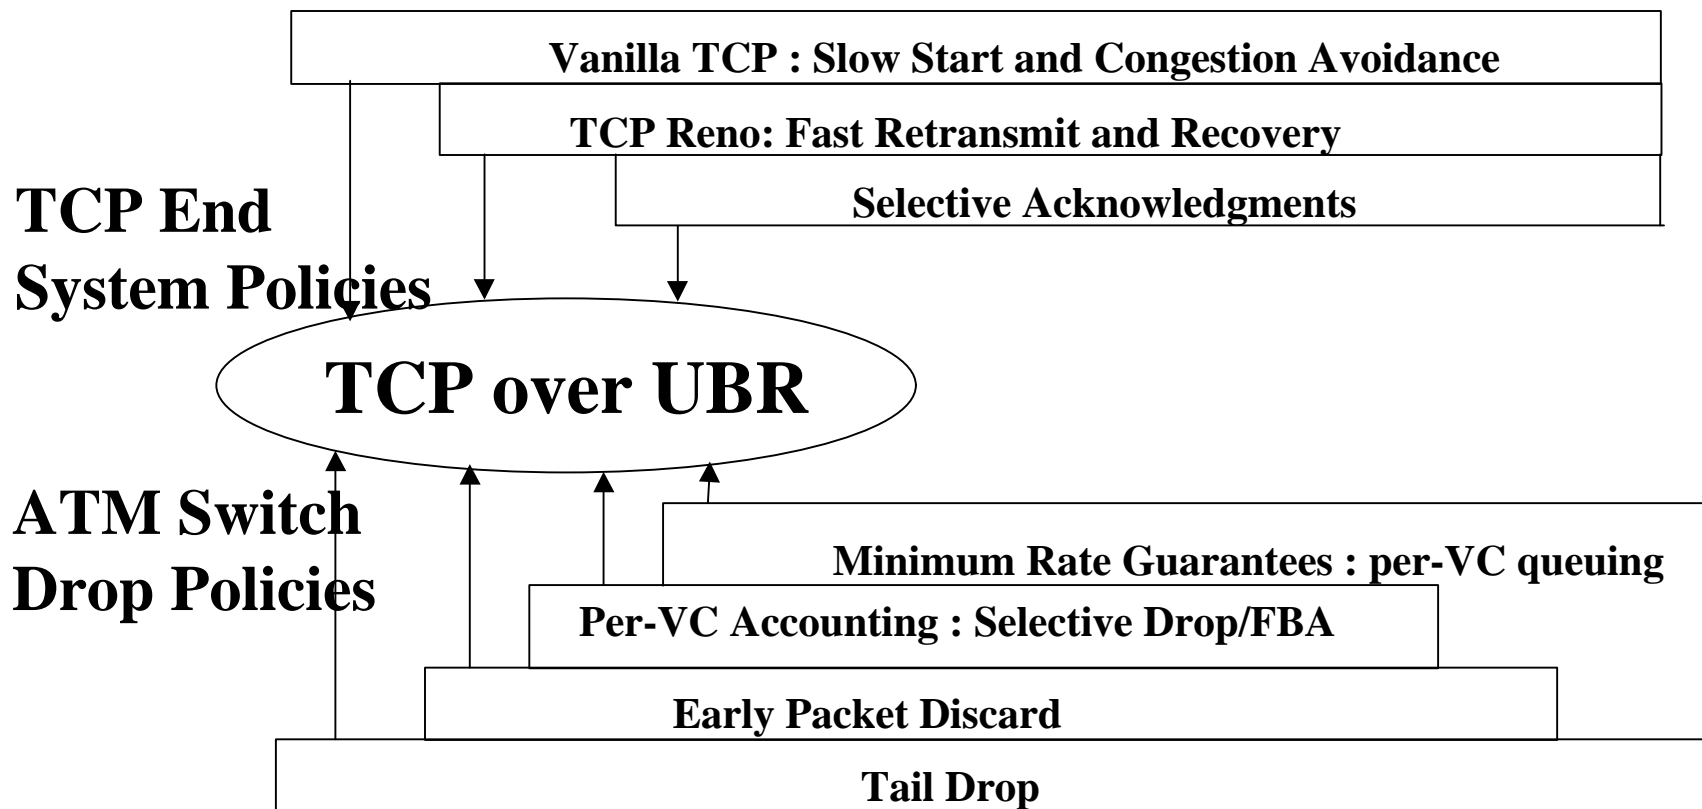 Vanilla TCP : Slow Start and Congestion Avoidance
TCP Reno: Fast Retransmit and Recovery
Selective Acknowledgments
TCP End
System Policies
TCP over UBR
ATM Switch
Drop Policies
Minimum Rate Guarantees : per-VC queuing
Per-VC Accounting : Selective Drop/FBA
Early Packet Discard
Tail Drop